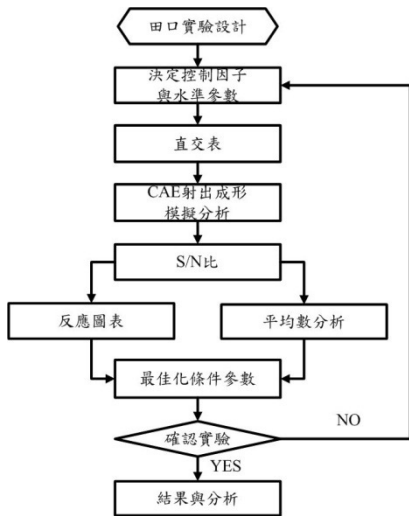 田口實驗設計
決定控制因子
與水準參數
直交表
CAE射出成形
模擬分析
S/N比
反應圖表
平均數分析
最佳化條件參數
確認實驗
NO
YES
結果與分析